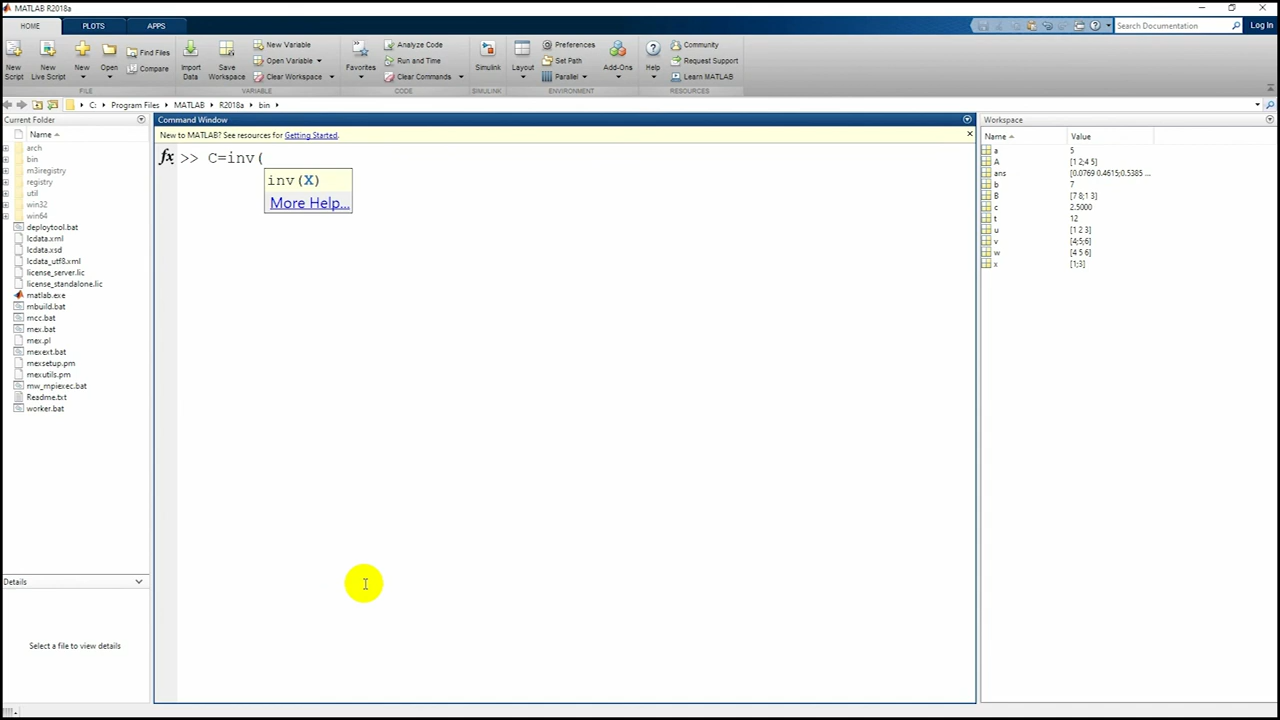 MATLAB R2018a
HOME PLOTS APPS Search Documentation Log In
New Script New Live Script New Open Find Files Compare
FILE
Import Data Save Workspace New Variable Open Variable Clear Workspace
VARIABLE
Favorites Analyze Code Run and Time Clear Commands
CODE
Simulink
SIMULINK
Layout Preferences Set Path Parallel Add-Ons
ENVIRONMENT
Help Community Request Support Learn MATLAB
RESOURCES
C: Program Files MATLAB R2018a bin
Current Folder
Name
arch
bin
m3iregistry
registry
util
win32
win64
deploytool.bat
lcdata.xml
lcdata.xsd
lcdata_utf8.xml
license_server.lic
license_standalone.lic
matlab.exe
mbuild.bat
mcc.bat
mex.bat
mex.pl
mexext.bat
mexsetup.pm
mexutils.pm
mw_mpiexec.bat
Readme.txt
worker.bat
Details
Select a file to view details
Command Window
New to MATLAB? See resources for Getting Started.
fx >> C=inv(
inv(X)
More Help...
Workspace
Name Value
a 5
A [1 2;4 5]
ans [0.0769 0.4615;0.5385 ...
b 7
B [7 8;1 3]
c 2.5000
t 12
u [1 2 3]
v [4;5;6]
w [4 5 6]
x [1;3]